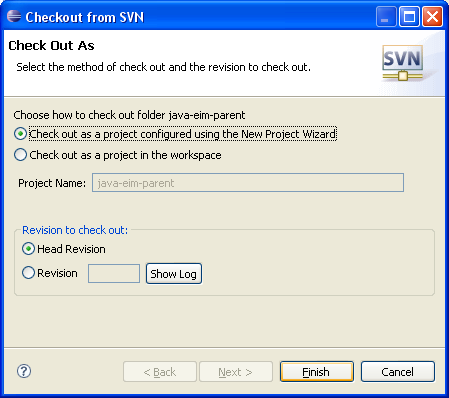 Checkout from SVN
Check Out As
Select the method of check out and the revision to check out.
SVN
Choose how to check out folder java-eim-parent
Check out as a project configured using the New Project Wizard
Check out as a project in the workspace
Project Name: java-eim-parent
Revision to check out:
Head Revision
Revision Show Log
? < Back Next > Finish Cancel